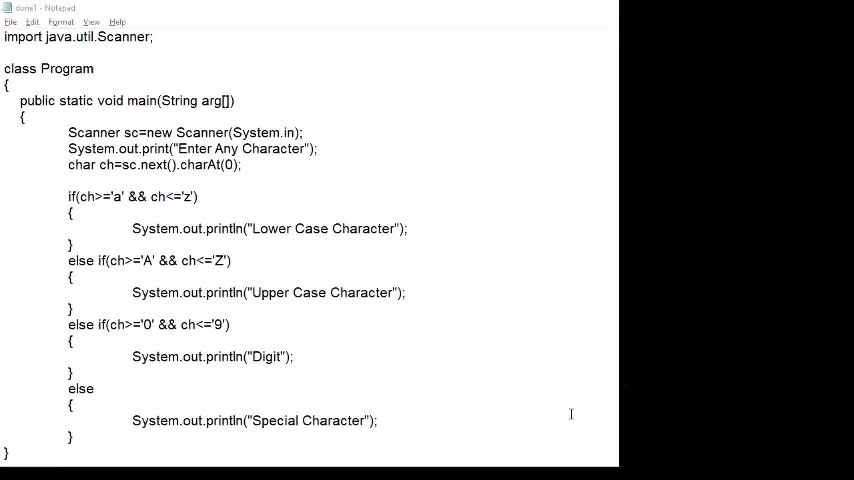 done1 - Notepad
File Edit Format View Help
import java.util.Scanner;
class Program
{
public static void main(String arg[])
{
Scanner sc=new Scanner(System.in);
System.out.print("Enter Any Character");
char ch=sc.next().charAt(0);
if(ch>='a' && ch<='z')
{
System.out.println("Lower Case Character");
}
else if(ch>='A' && ch<='Z')
{
System.out.println("Upper Case Character");
}
else if(ch>='0' && ch<='9')
{
System.out.println("Digit");
}
else
{
System.out.println("Special Character");
}
}